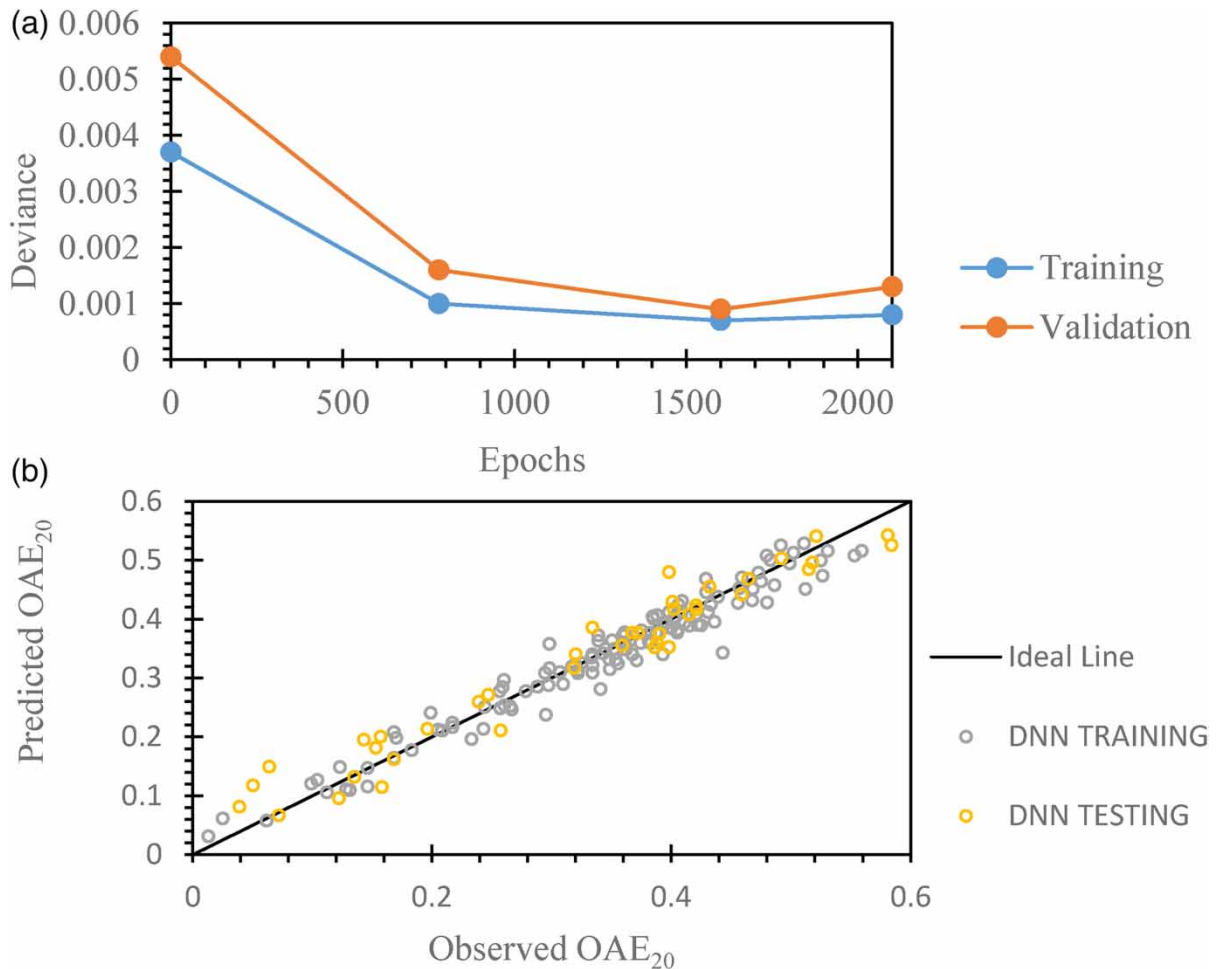 (a)
0.006
0.005
0.004
0.003
0.002
0.001
0
Deviance
0 500 1000 1500 2000
Epochs
Training
Validation
(b)
0.6
0.5
0.4
0.3
0.2
0.1
0
Predicted OAE₂₀
0 0.2 0.4 0.6
Observed OAE₂₀
Ideal Line
DNN TRAINING
DNN TESTING